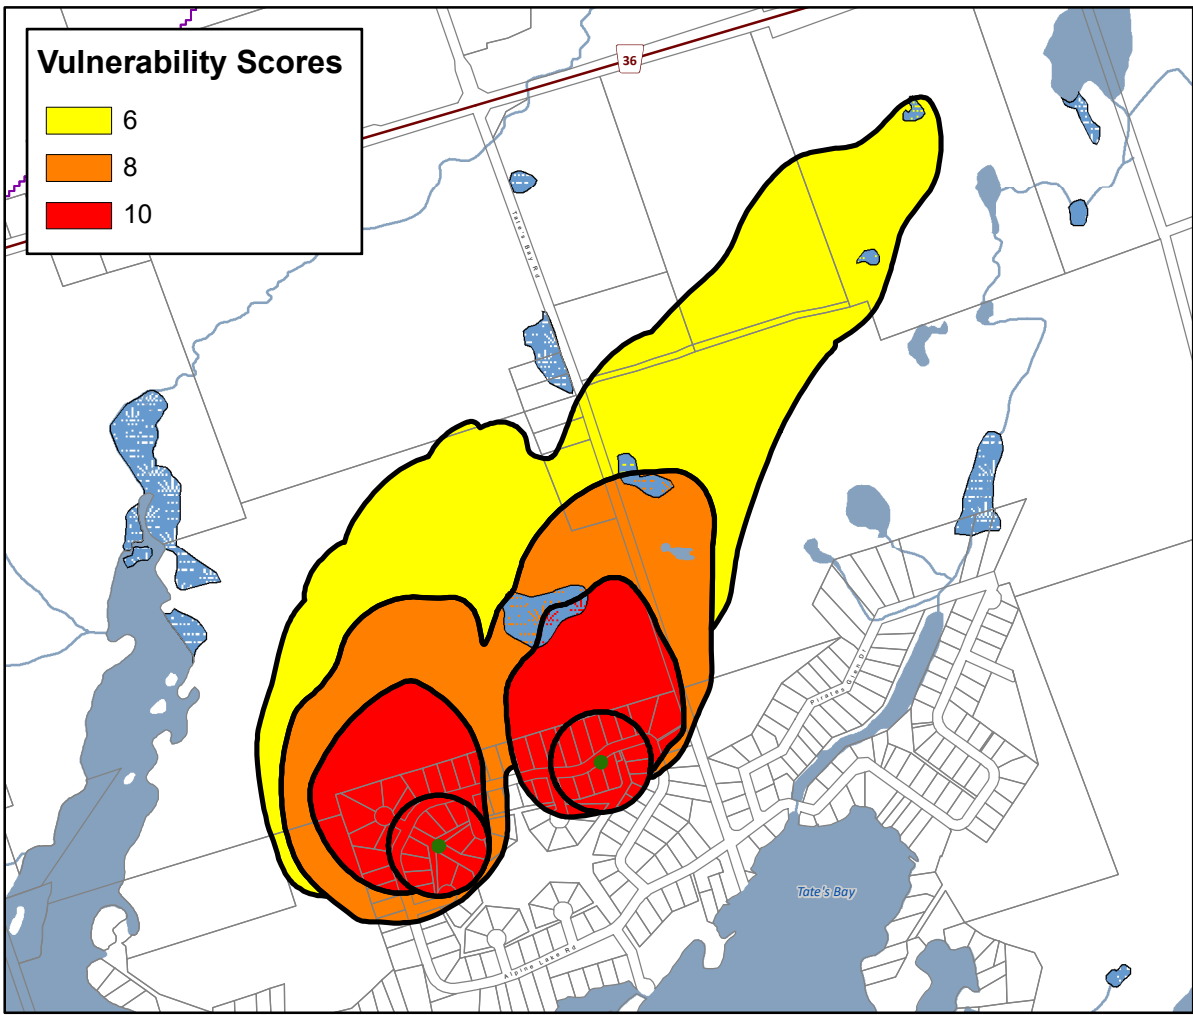 Vulnerability Scores
6
8
10
36
Tate's Bay Rd
Pirates Glen Dr
Tate's Bay
Alpine Lake Rd